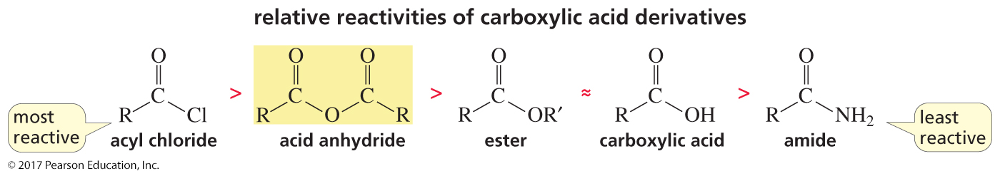 relative reactivities of carboxylic acid derivatives
O O O O O O
C > C C > C ≈ C > C
R Cl R O R R OR′ R OH R NH₂
most
reactive
acyl chloride acid anhydride ester carboxylic acid amide
least
reactive
© 2017 Pearson Education, Inc.